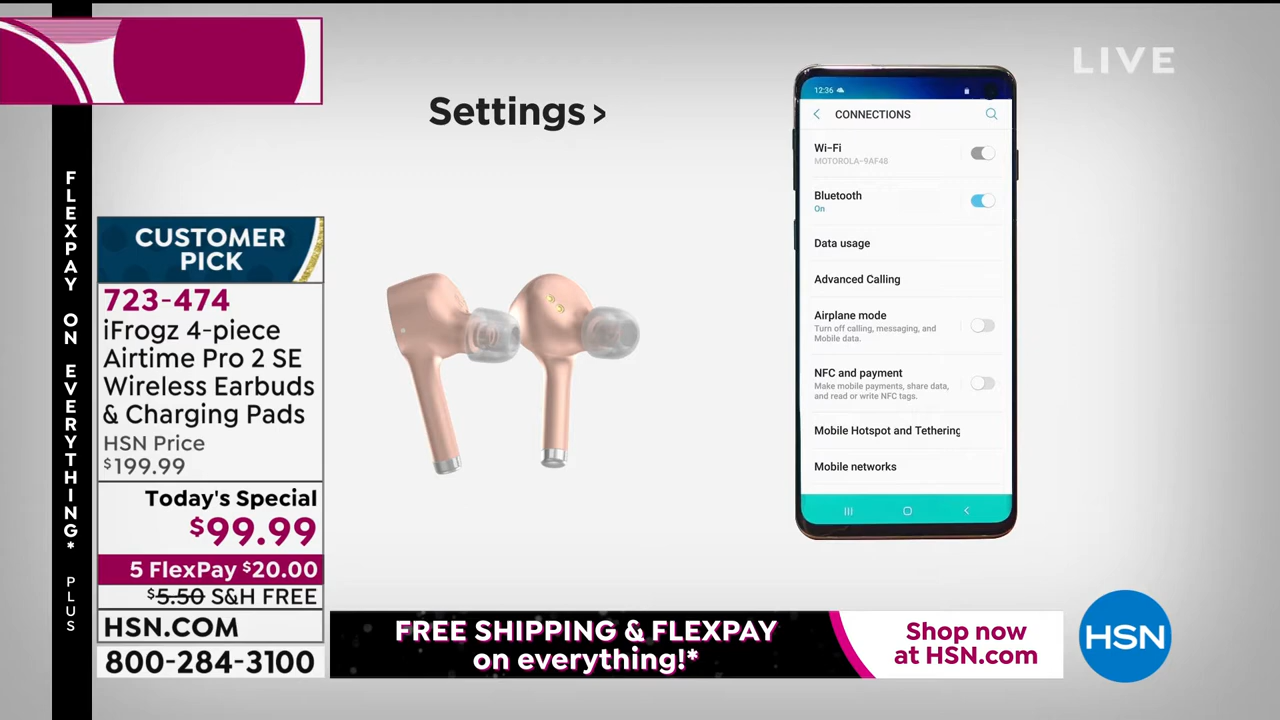 LIVE
Settings >
12:36
CONNECTIONS
Wi-Fi
MOTOROLA-9AF48
Bluetooth
On
Data usage
Advanced Calling
Airplane mode
Turn off calling, messaging, and
Mobile data.
NFC and payment
Make mobile payments, share data,
and read or write NFC tags.
Mobile Hotspot and Tethering
Mobile networks
FLEXPAY ON EVERYTHING* PLUS
CUSTOMER
PICK
723-474
iFrogz 4-piece
Airtime Pro 2 SE
Wireless Earbuds
& Charging Pads
HSN Price
$199.99
Today's Special
$99.99
5 FlexPay $20.00
$5.50 S&H FREE
HSN.COM
800-284-3100
FREE SHIPPING & FLEXPAY
on everything!*
Shop now
at HSN.com
HSN